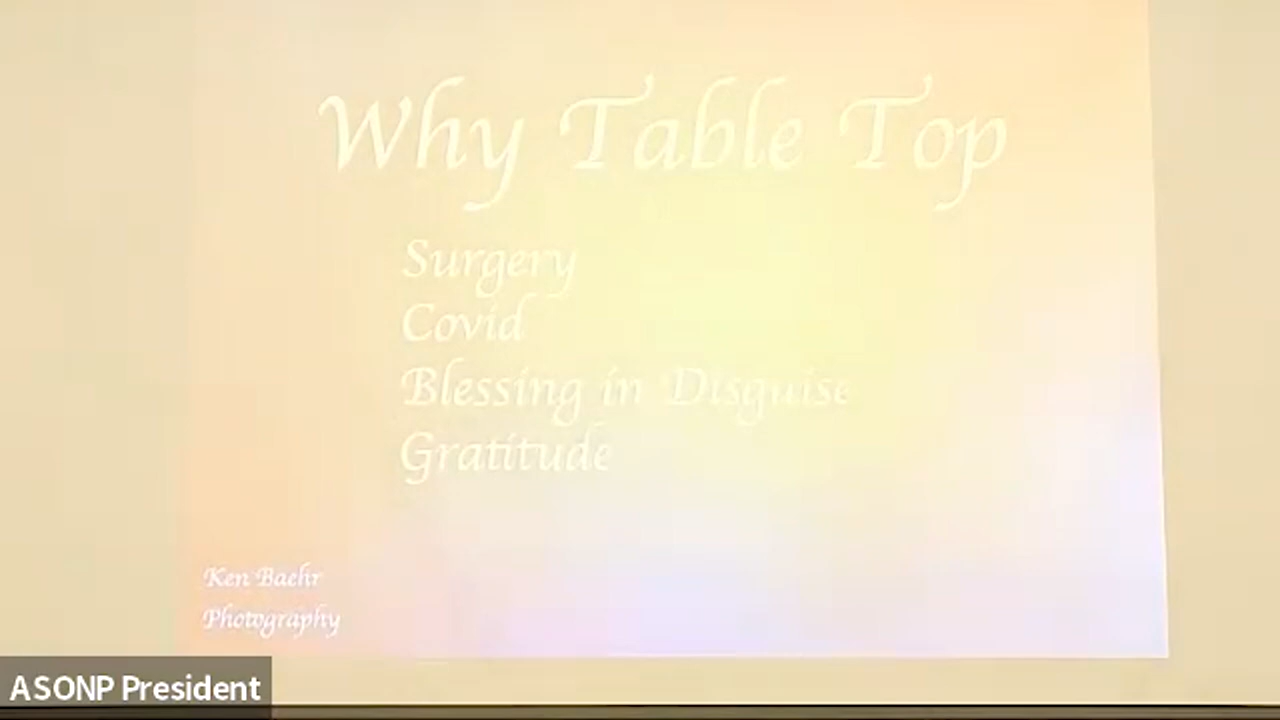 Why Table Top
Surgery
Covid
Blessing in Disguise
Gratitude
Ken Baehr
Photography
ASONP President